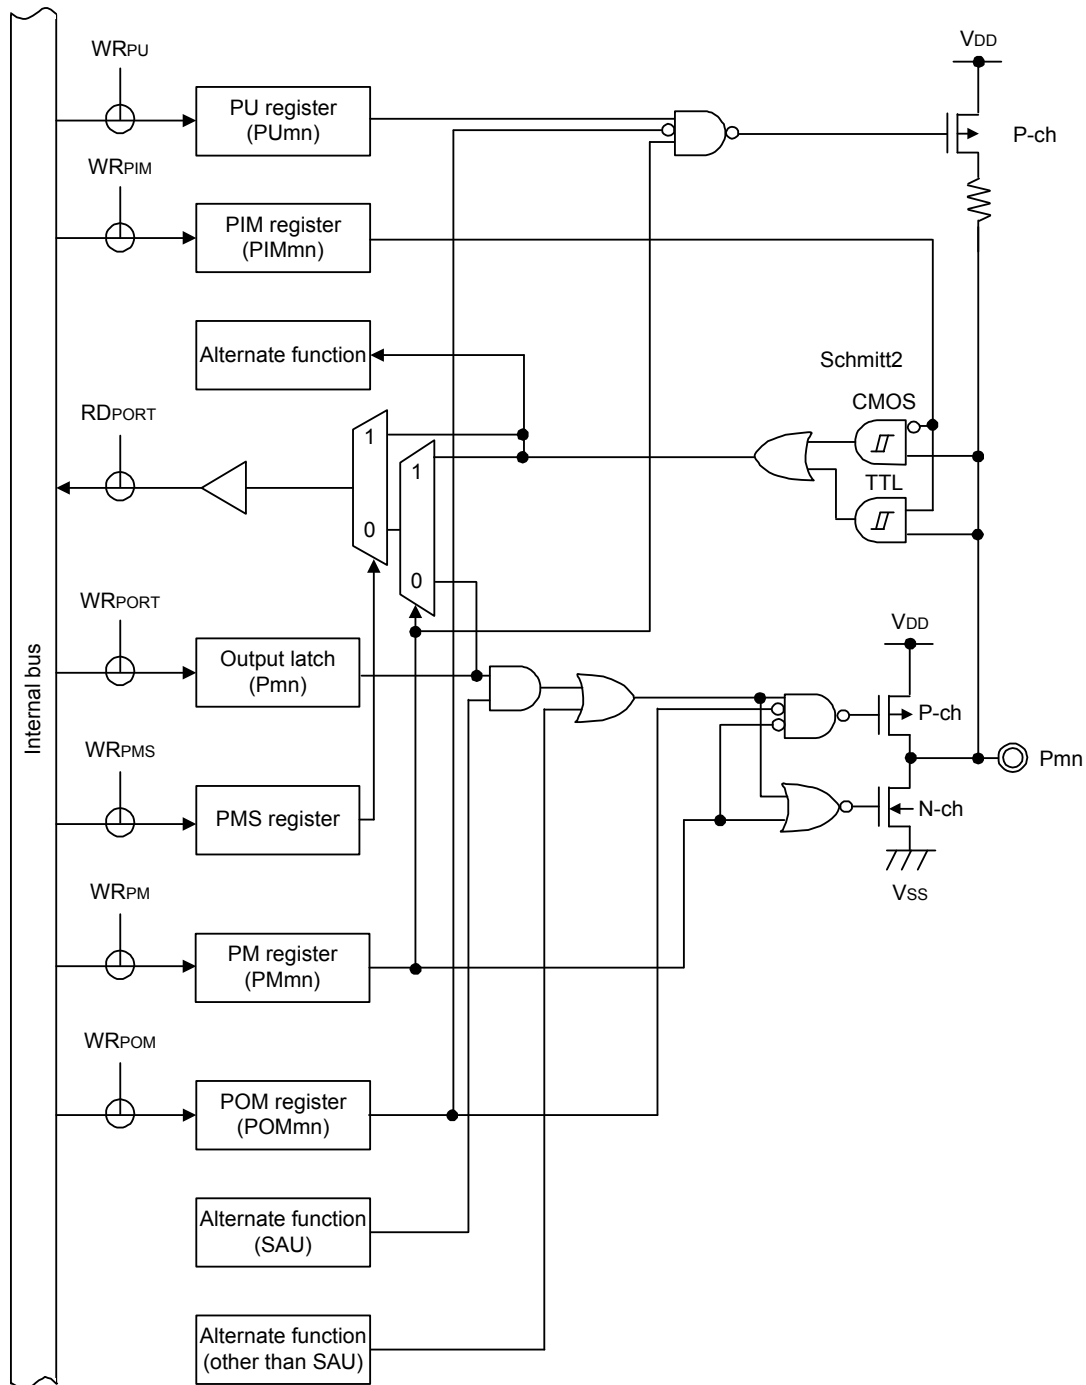 VDD
WRPU
PU register
(PUmn)
P-ch
WRPIM
PIM register
(PIMmn)
Alternate function
Schmitt2
CMOS
RDPORT
1
1
TTL
0
0
WRPORT
VDD
Output latch
(Pmn)
P-ch
Internal bus
WRPMS
Pmn
PMS register
N-ch
WRPM
VSS
PM register
(PMmn)
WRPOM
POM register
(POMmn)
Alternate function
(SAU)
Alternate function
(other than SAU)